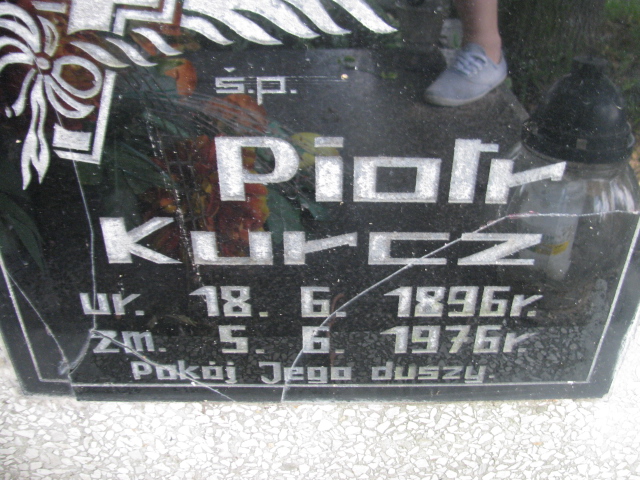 ś.p.
Piotr
Kurcz
ur. 18. 6. 1896r.
zm. 5. 6. 1976r.
Pokój Jego duszy.